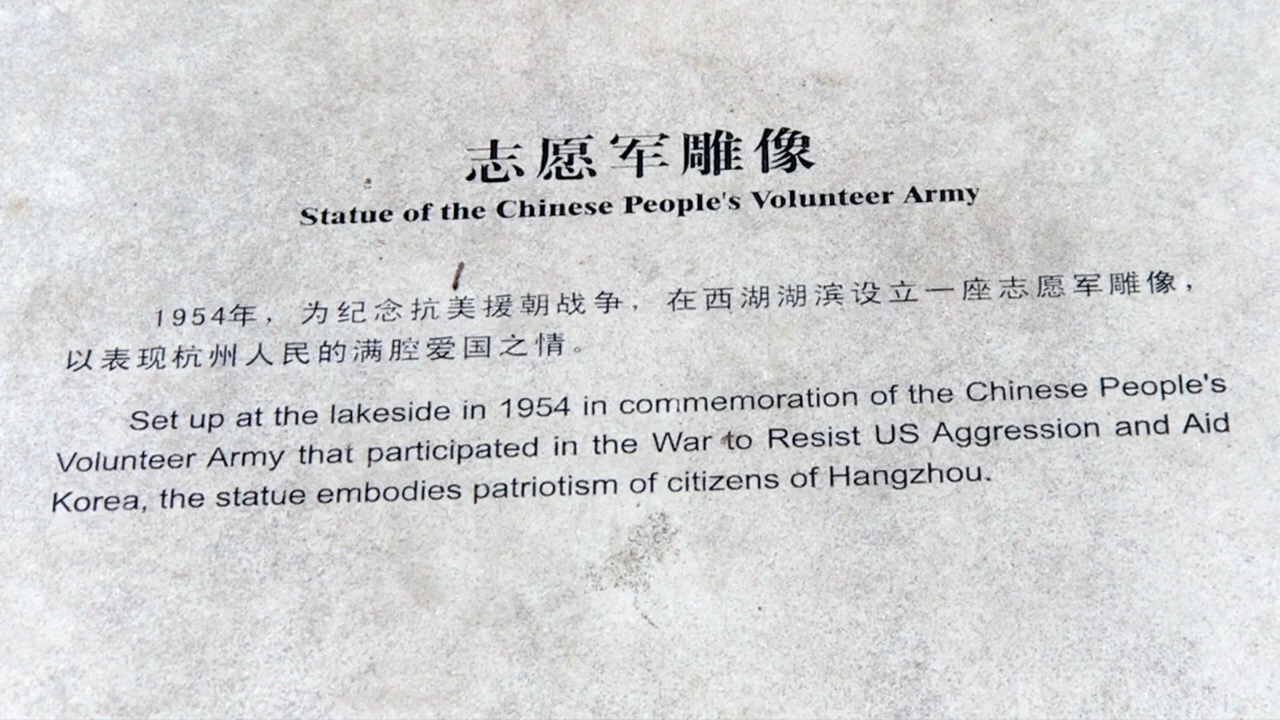 志愿军雕像
Statue of the Chinese People's Volunteer Army
1954年，为纪念抗美援朝战争，在西湖湖滨设立一座志愿军雕像，
以表现杭州人民的满腔爱国之情。
Set up at the lakeside in 1954 in commemoration of the Chinese People's
Volunteer Army that participated in the War to Resist US Aggression and Aid
Korea, the statue embodies patriotism of citizens of Hangzhou.